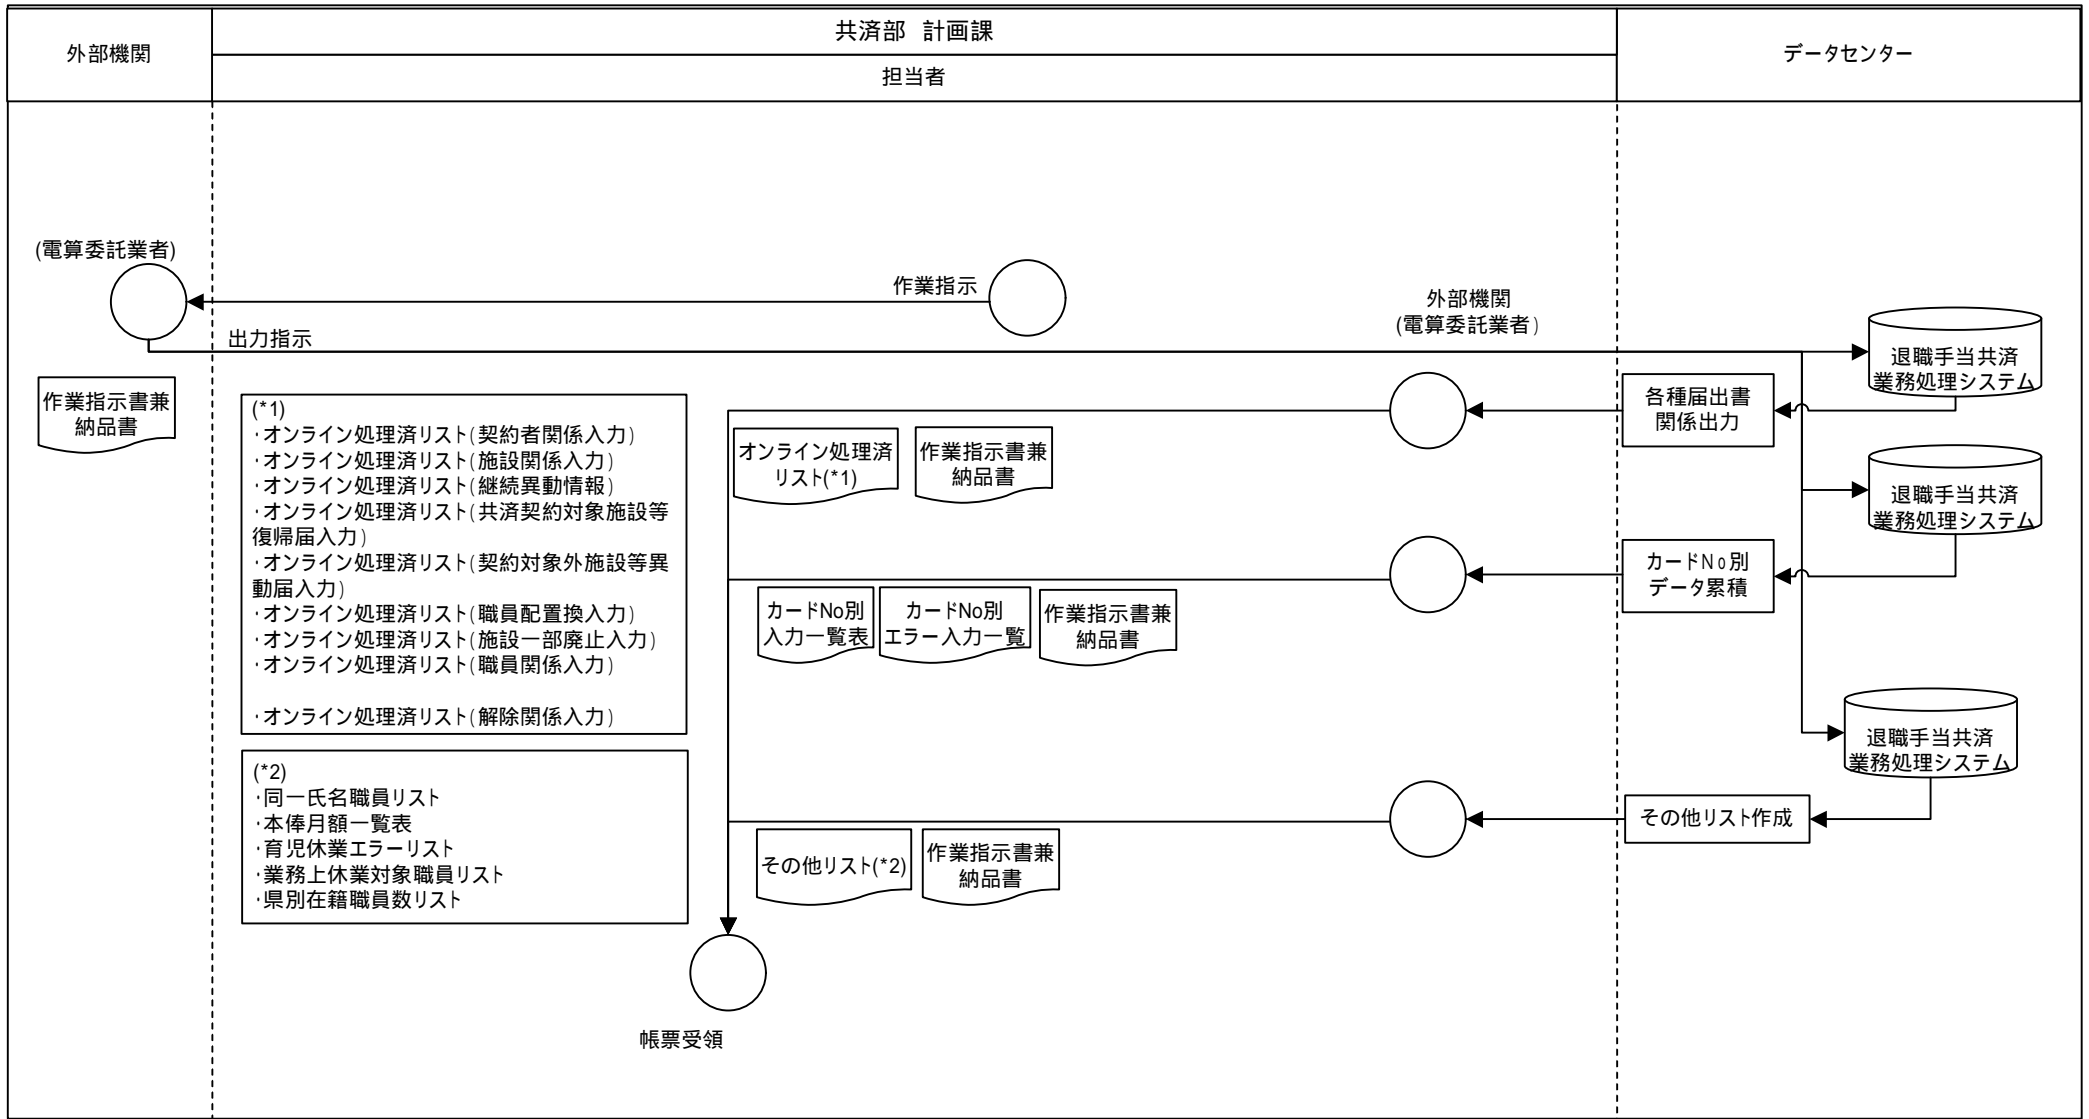 外部機関
共済部 計画課
担当者
データセンター
(電算委託業者)
作業指示
出力指示
作業指示書兼
納品書
外部機関
(電算委託業者)
退職手当共済
業務処理システム
各種届出書
関係出力
オンライン処理済
リスト(*1)
作業指示書兼
納品書
(*1)
・オンライン処理済リスト(契約者関係入力)
・オンライン処理済リスト(施設関係入力)
・オンライン処理済リスト(継続異動情報)
・オンライン処理済リスト(共済契約対象施設等
復帰届入力)
・オンライン処理済リスト(契約対象外施設等異
動届入力)
・オンライン処理済リスト(職員配置換入力)
・オンライン処理済リスト(施設一部廃止入力)
・オンライン処理済リスト(職員関係入力)
・オンライン処理済リスト(解除関係入力)
退職手当共済
業務処理システム
カードNo別
データ累積
カードNo別
入力一覧表
カードNo別
エラー入力一覧
作業指示書兼
納品書
退職手当共済
業務処理システム
その他リスト作成
その他リスト(*2)
作業指示書兼
納品書
(*2)
・同一氏名職員リスト
・本俸月額一覧表
・育児休業エラーリスト
・業務上休業対象職員リスト
・県別在籍職員数リスト
帳票受領